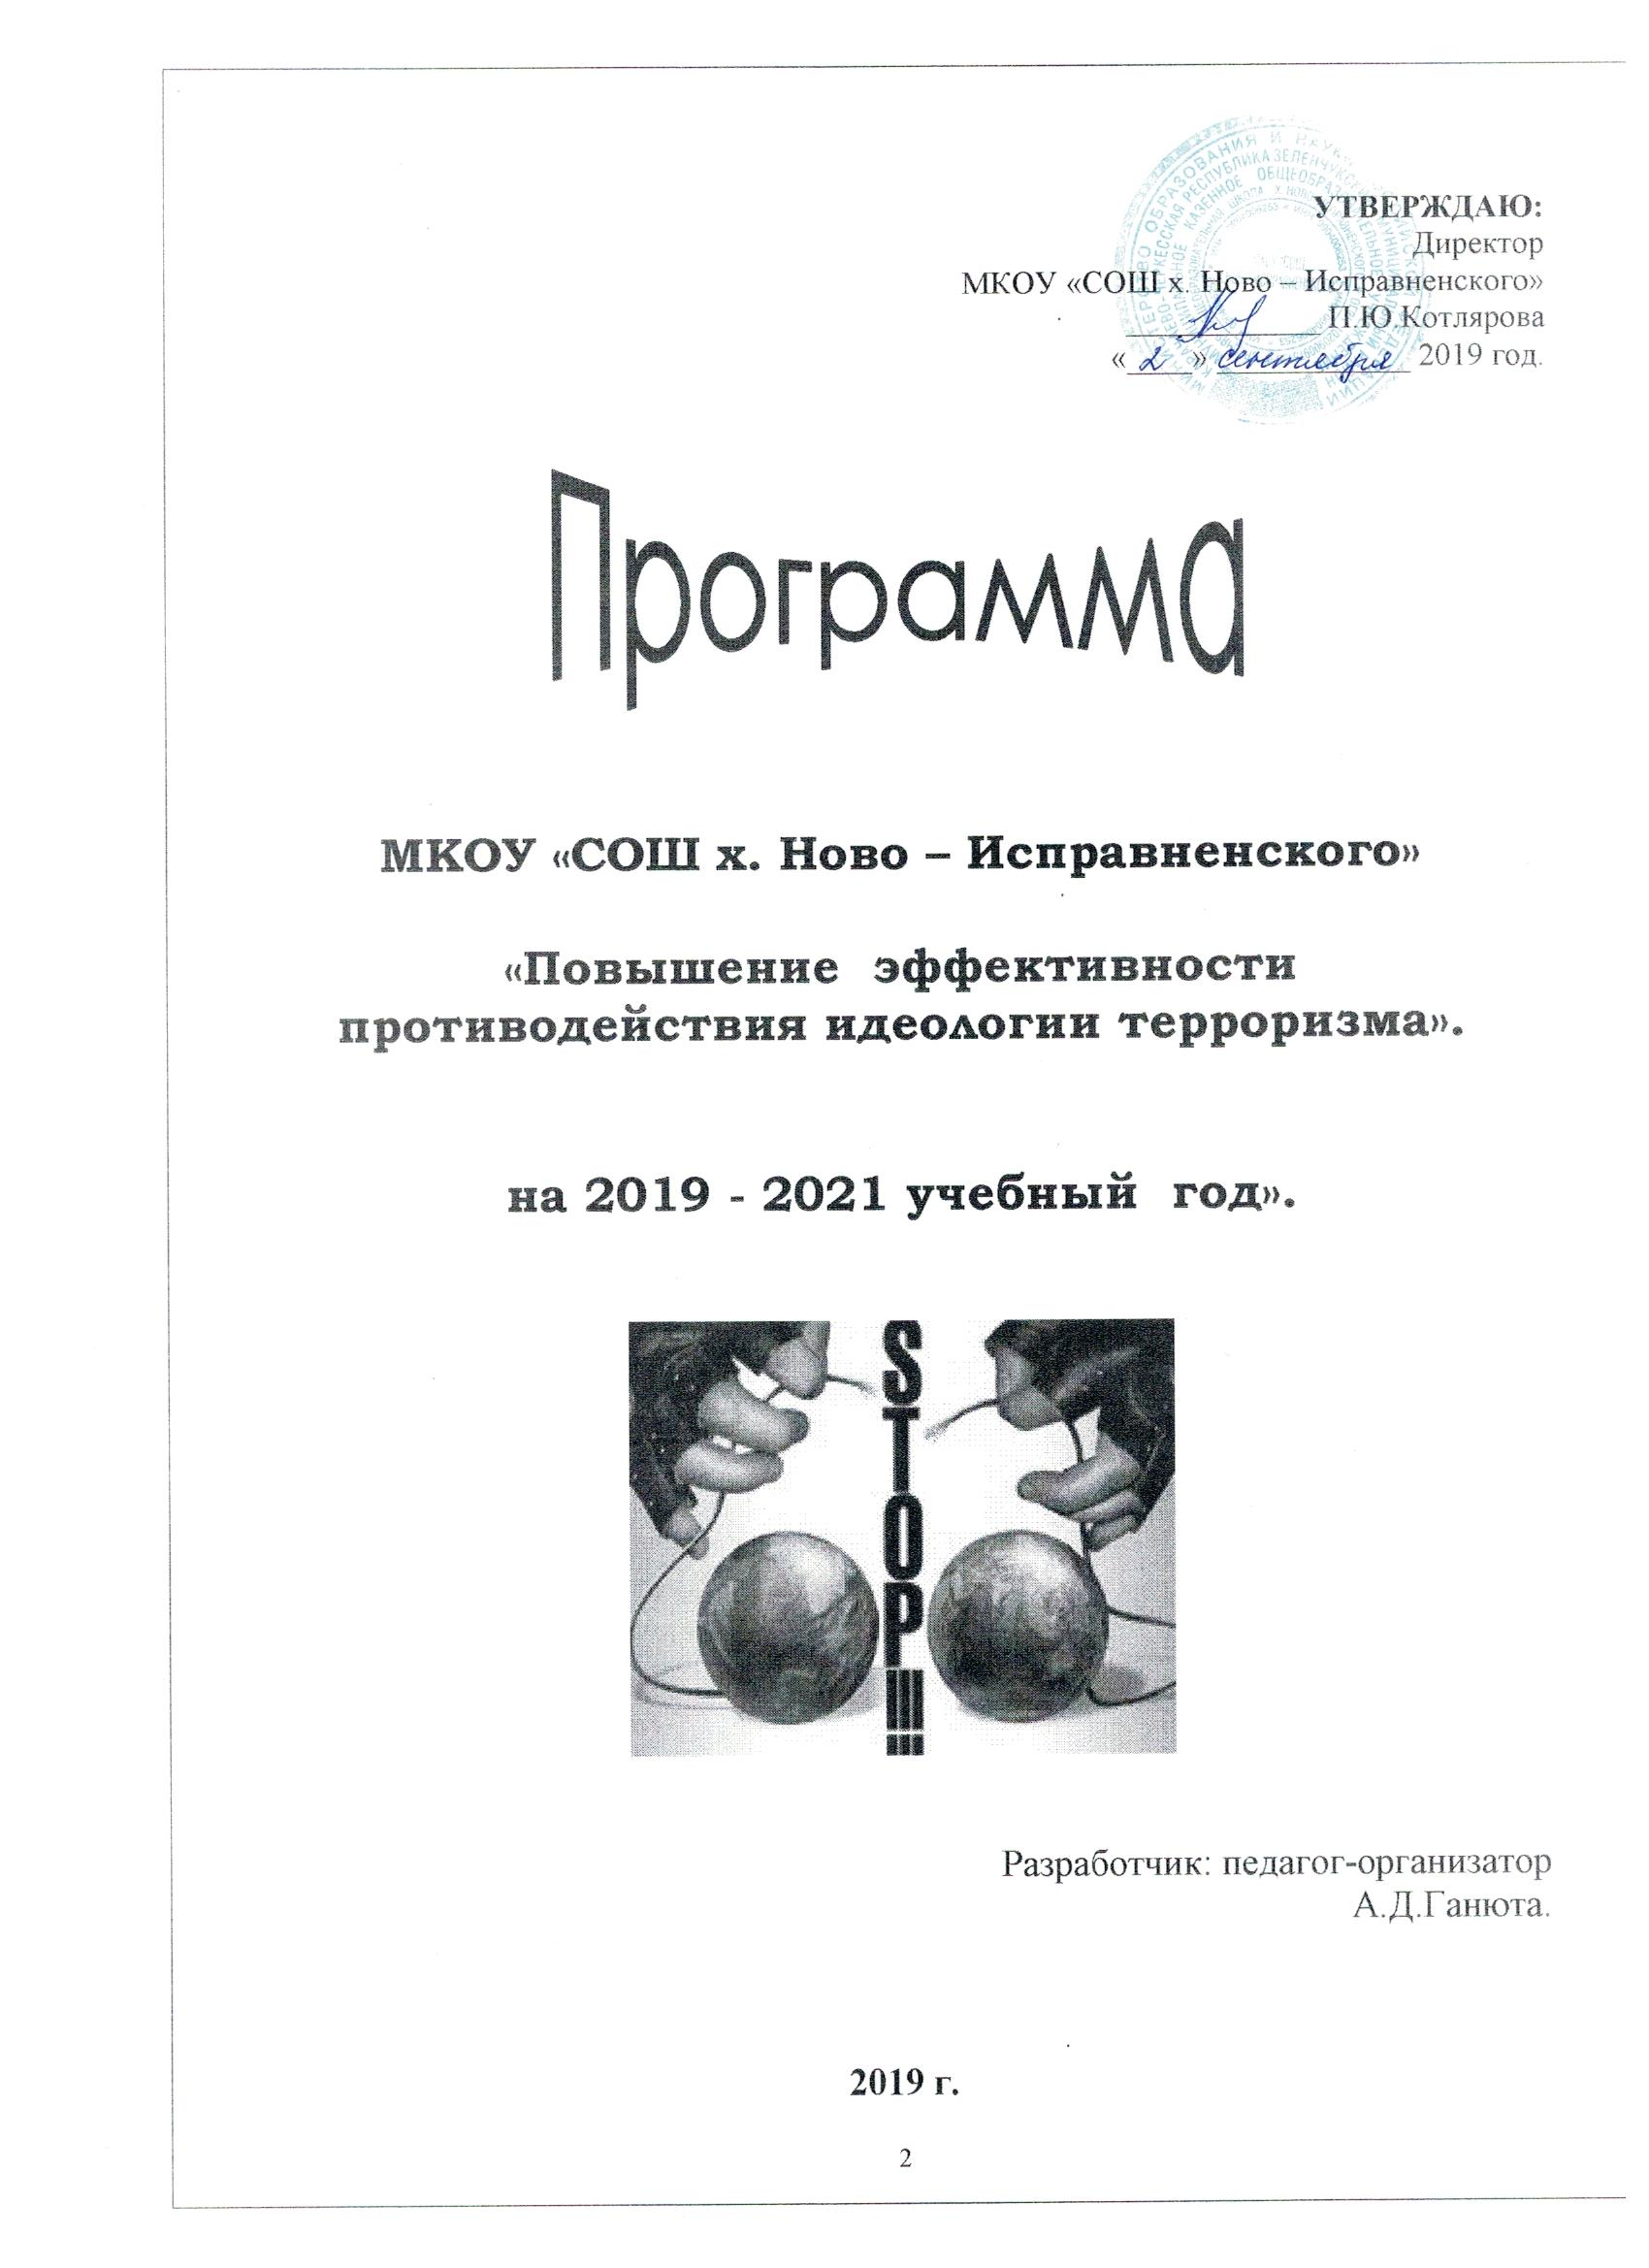 УТВЕРЖДАЮ:
Директор
МКОУ «СОШ х. Ново – Исправненского»
П.Ю.Котлярова
« 2 » сентября 2019 год.
Программа
МКОУ «СОШ х. Ново – Исправненского»
«Повышение эффективности
противодействия идеологии терроризма».
на 2019 - 2021 учебный год».
STOP!!!
Разработчик: педагог-организатор
А.Д.Ганюта.
2019 г.
2